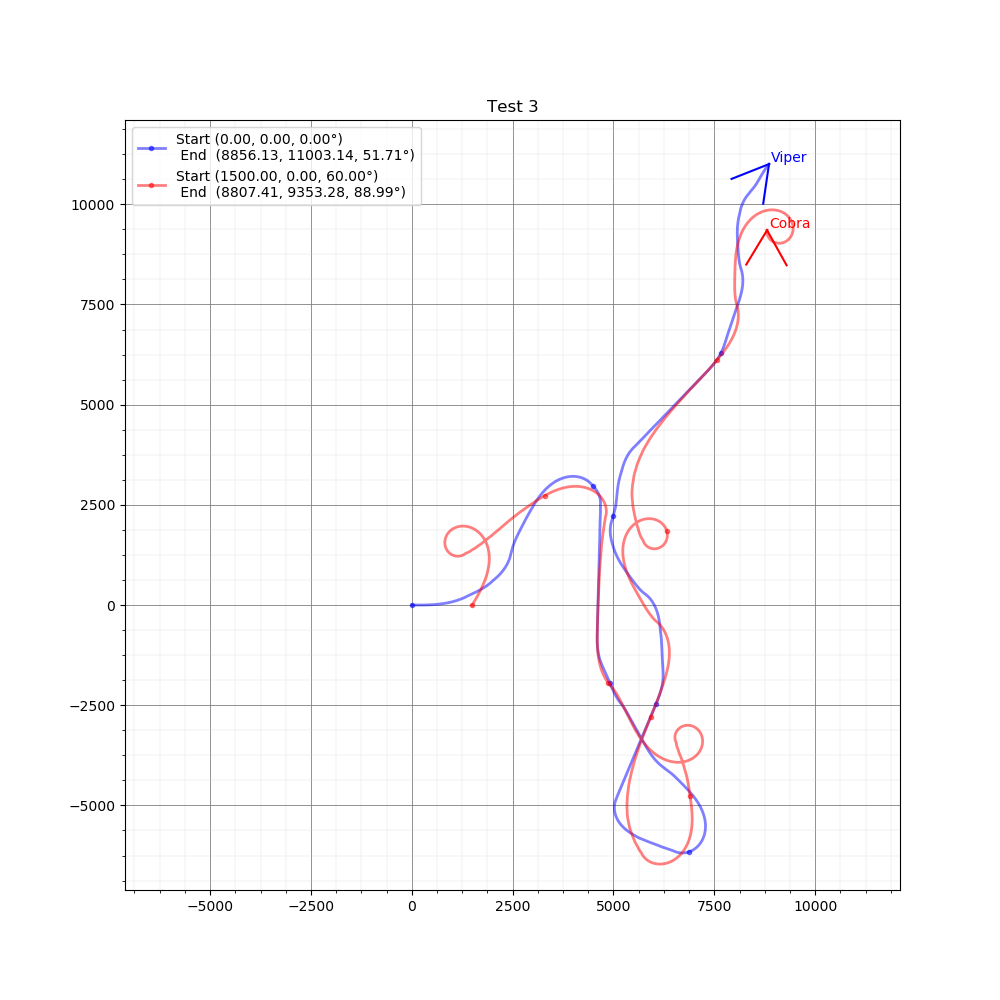 Test 3
Start (0.00, 0.00, 0.00°)
End (8856.13, 11003.14, 51.71°)
Start (1500.00, 0.00, 60.00°)
End (8807.41, 9353.28, 88.99°)
Viper
Cobra
10000
7500
5000
2500
0
−2500
−5000
−5000
−2500
0
2500
5000
7500
10000